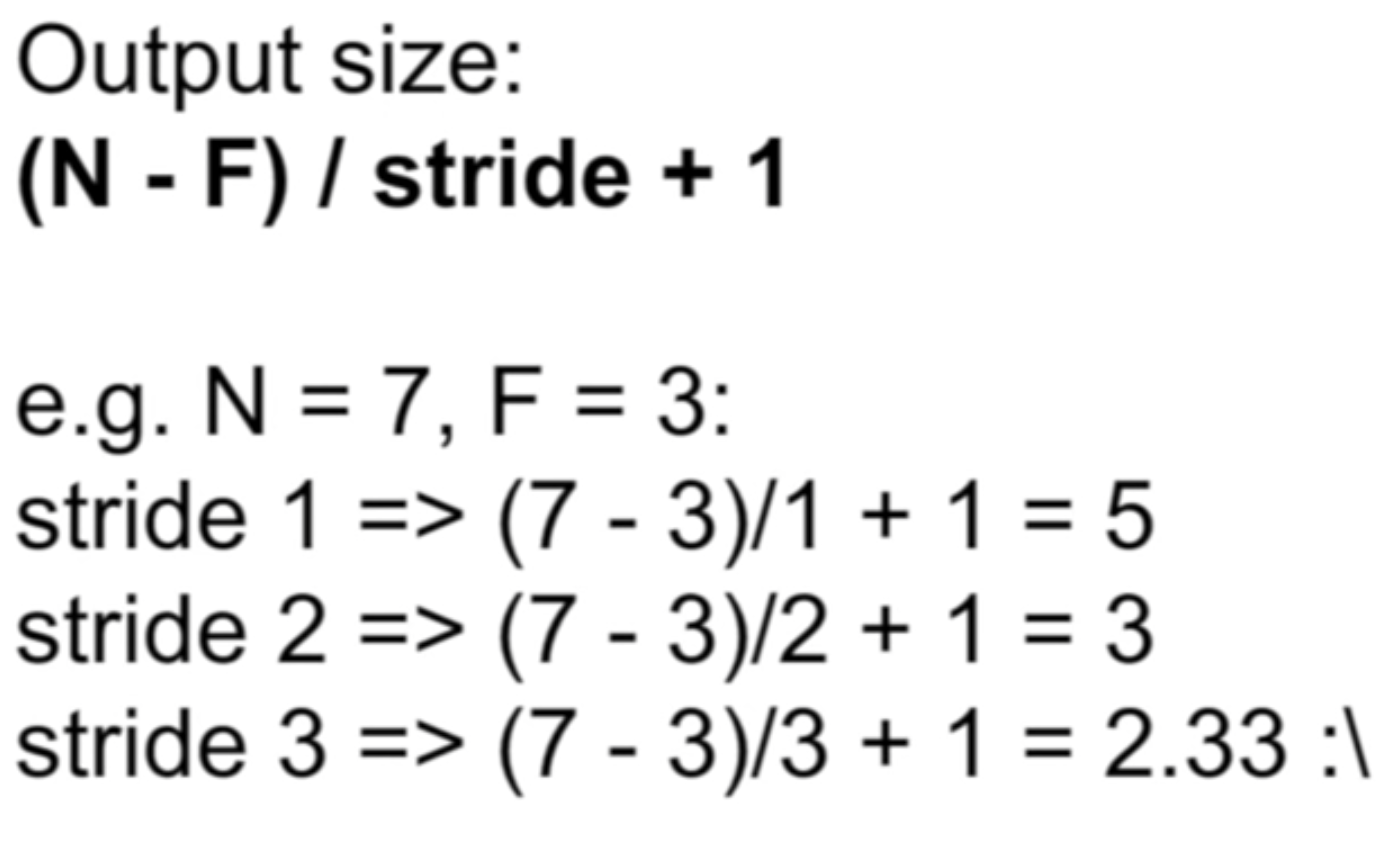 Output size:
(N - F) / stride + 1
e.g. N = 7, F = 3:
stride 1 => (7 - 3)/1 + 1 = 5
stride 2 => (7 - 3)/2 + 1 = 3
stride 3 => (7 - 3)/3 + 1 = 2.33 :\